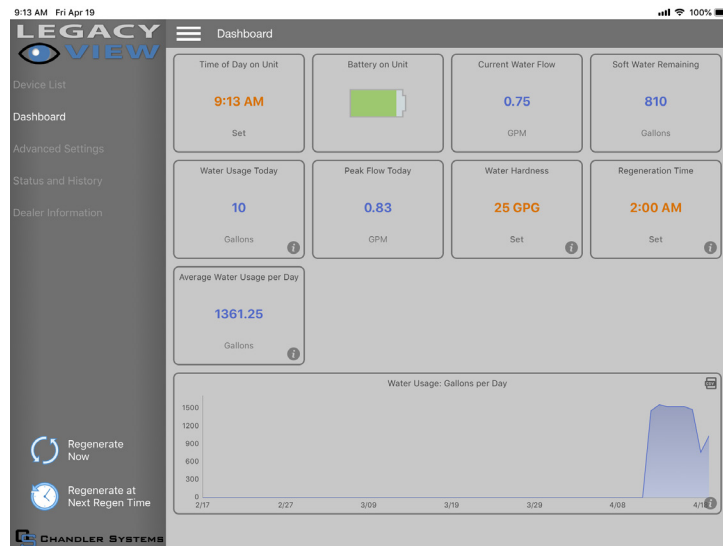 9:13 AM Fri Apr 19
100%
LEGACY
VIEW
Device List
Dashboard
Advanced Settings
Status and History
Dealer Information
Regenerate
Now
Regenerate at
Next Regen Time
CS CHANDLER SYSTEMS
Dashboard
Time of Day on Unit
9:13 AM
Set
Battery on Unit
Current Water Flow
0.75
GPM
Soft Water Remaining
810
Gallons
Water Usage Today
10
Gallons
i
Peak Flow Today
0.83
GPM
Water Hardness
25 GPG
Set
i
Regeneration Time
2:00 AM
Set
i
Average Water Usage per Day
1361.25
Gallons
i
Water Usage: Gallons per Day
1500
1200
900
600
300
0
2/17 2/27 3/09 3/19 3/29 4/08
i